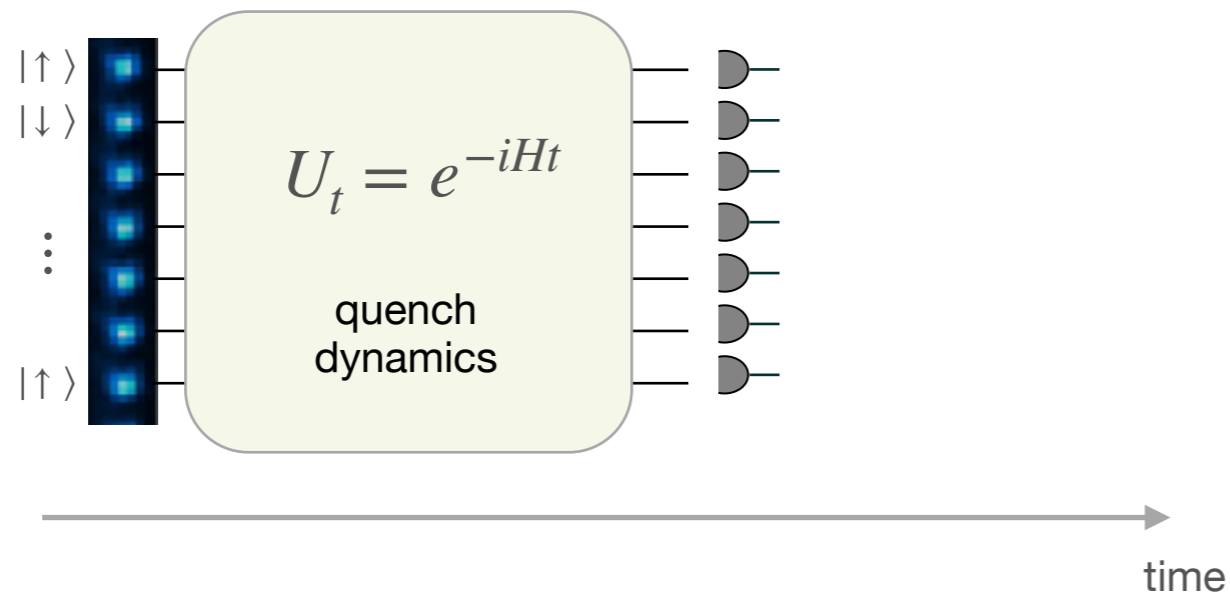 |↑⟩
|↓⟩
⋮
|↑⟩
U_t = e^{-iHt}
quench
dynamics
time